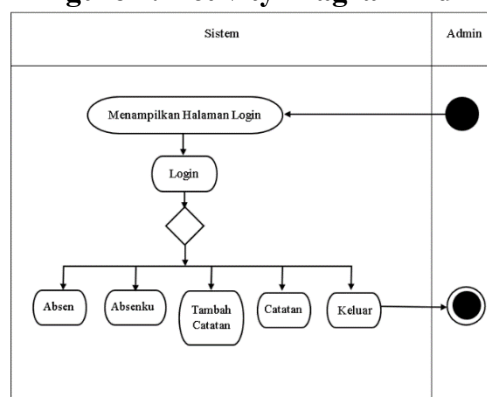 Sistem
Admin
Menampilkan Halaman Login
Login
Absen
Absenku
Tambah
Catatan
Catatan
Keluar